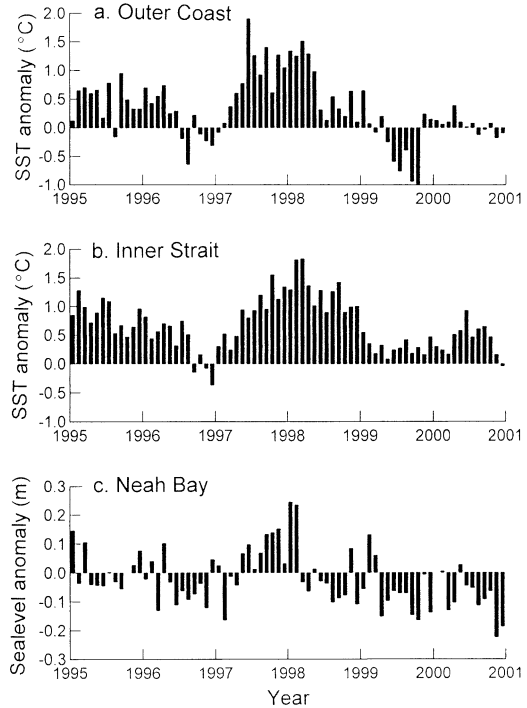 a. Outer Coast
SST anomaly (°C)
2.0
1.5
1.0
0.5
0.0
-0.5
-1.0
1995 1996 1997 1998 1999 2000 2001
b. Inner Strait
SST anomaly (°C)
2.0
1.5
1.0
0.5
0.0
-0.5
-1.0
1995 1996 1997 1998 1999 2000 2001
c. Neah Bay
Sealevel anomaly (m)
0.3
0.2
0.1
0.0
-0.1
-0.2
-0.3
1995 1996 1997 1998 1999 2000 2001
Year